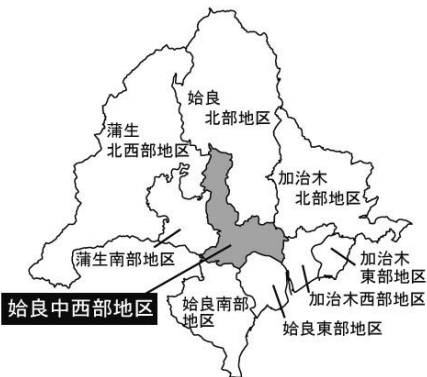 姶良
北部地区
蒲生
北西部地区
加治木
北部地区
蒲生南部地区
加治木
東部地区
加治木西部地区
姶良中西部地区
姶良南部
地区
姶良東部地区